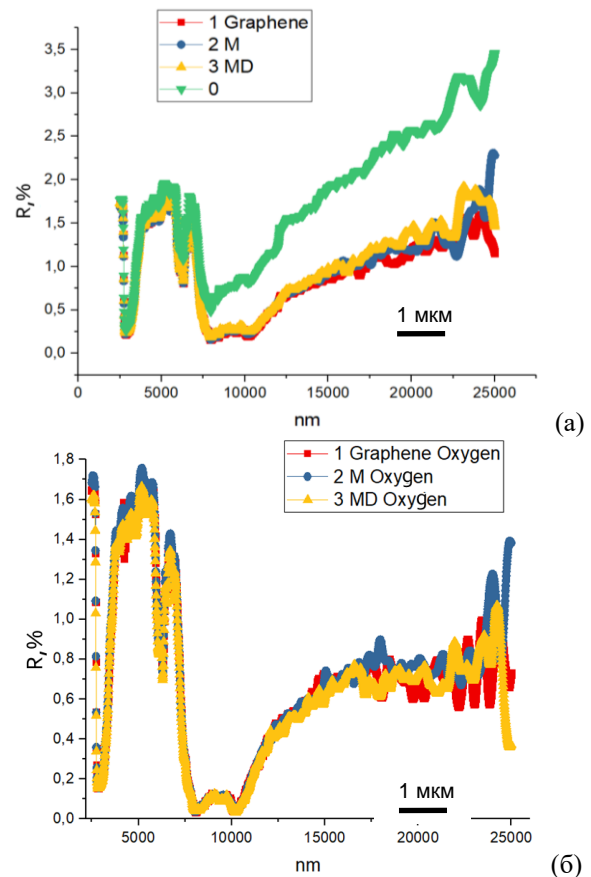 1 Graphene
2 M
3 MD
0
3,5
3,0
2,5
2,0
1,5
1,0
0,5
0,0
R,%
1 мкм
0 5000 10000 15000 20000 25000
nm
(а)
1 Graphene Oxygen
2 M Oxygen
3 MD Oxygen
1,8
1,6
1,4
1,2
1,0
0,8
0,6
0,4
0,2
0,0
R,%
1 мкм
5000 10000 15000 20000 25000
nm
(б)